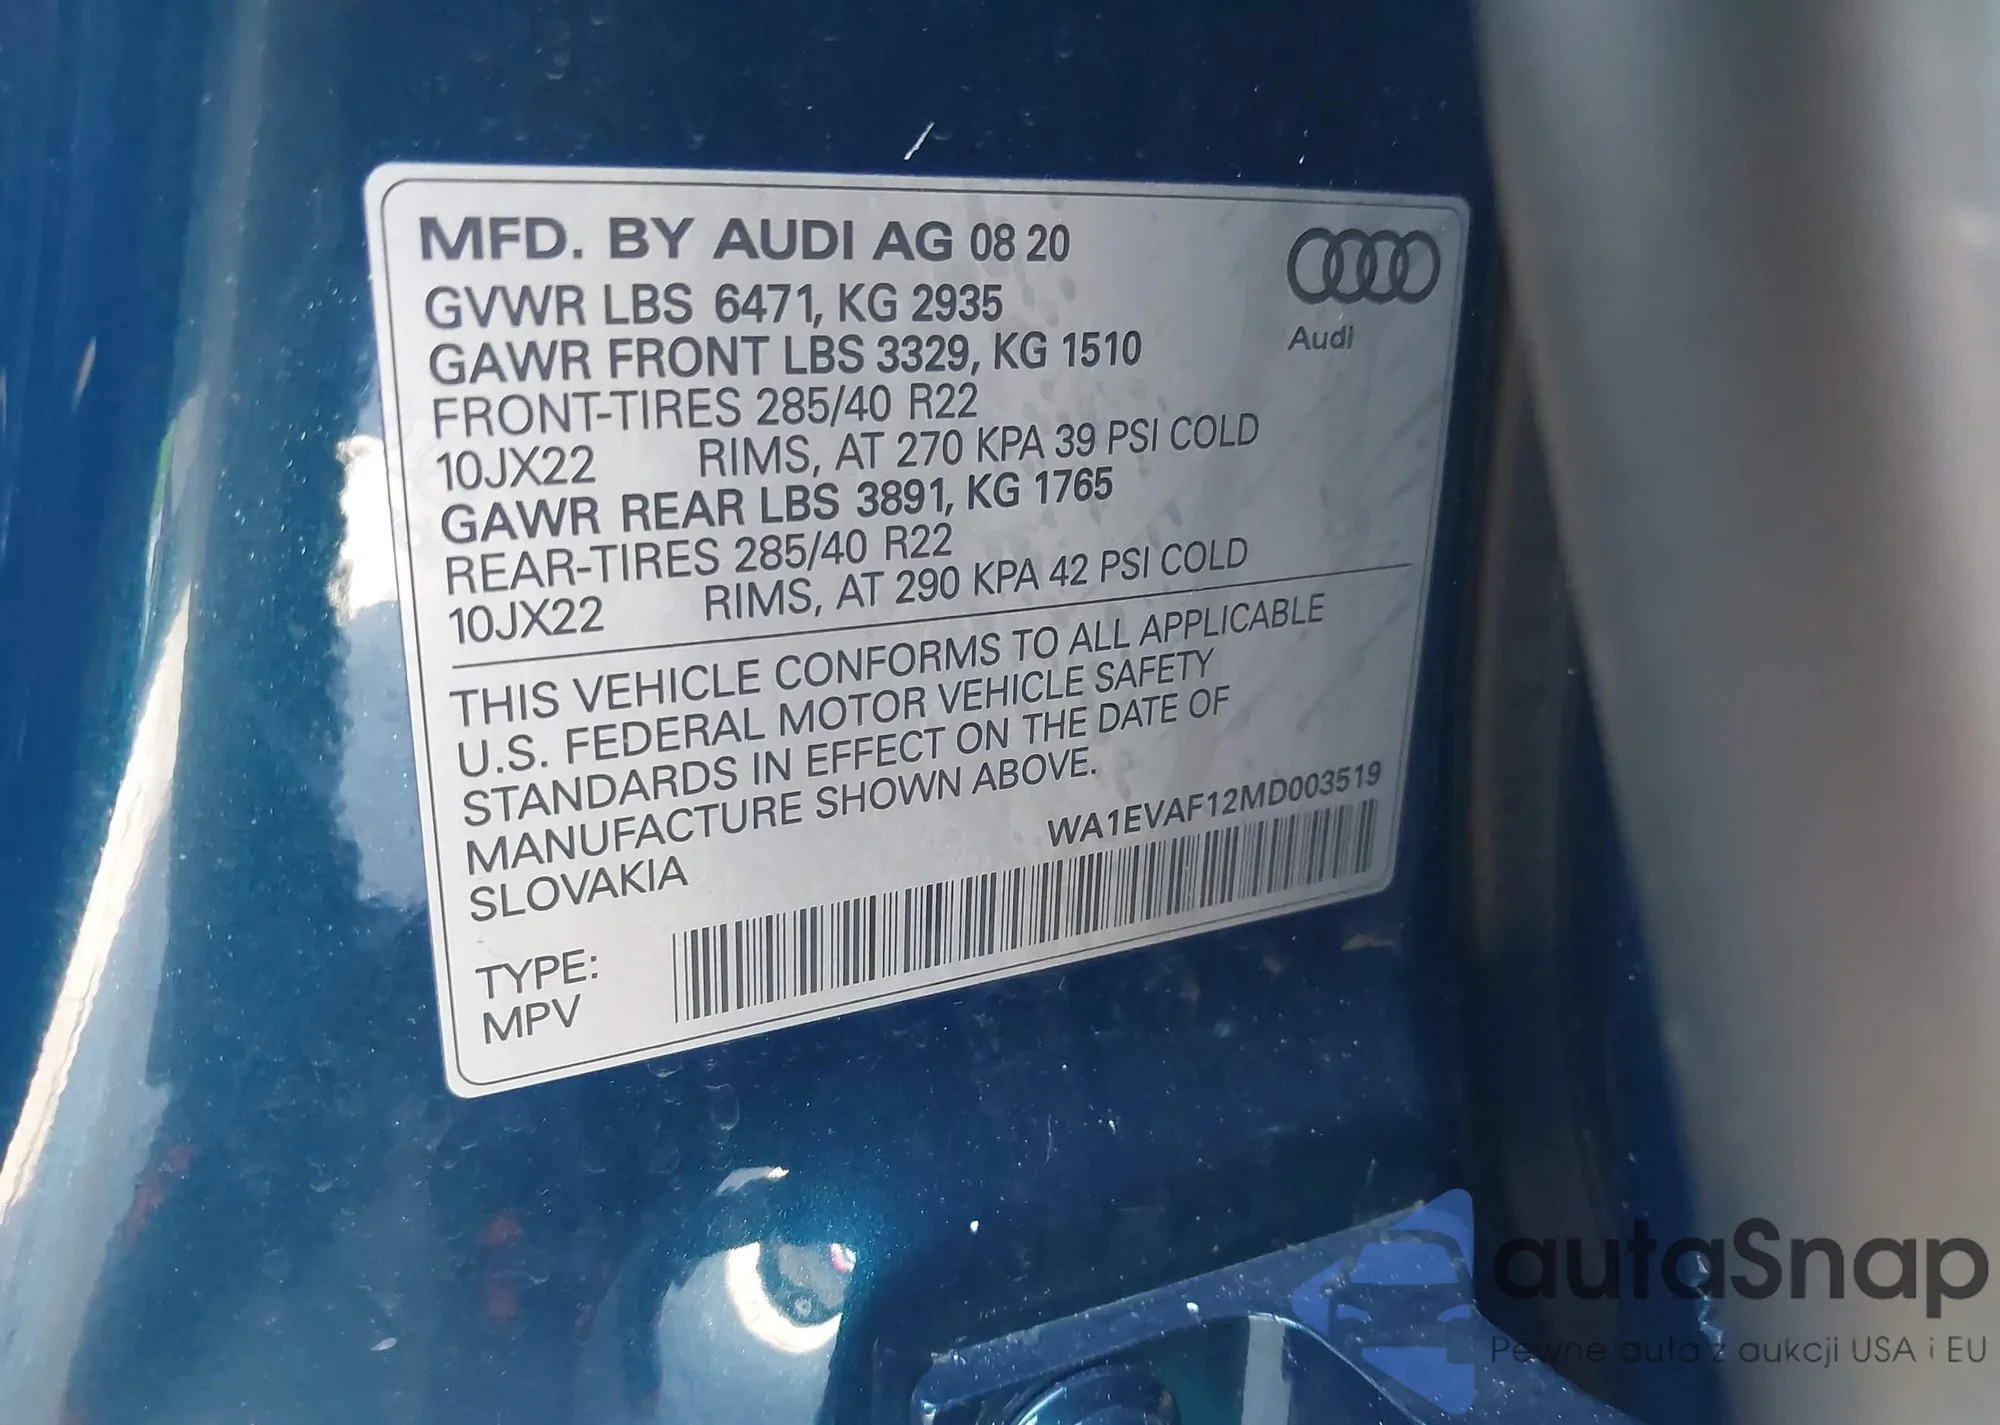 MFD. BY AUDI AG 08 20
GVWR LBS 6471, KG 2935
GAWR FRONT LBS 3329, KG 1510
FRONT-TIRES 285/40 R22
10JX22 RIMS, AT 270 KPA 39 PSI COLD
GAWR REAR LBS 3891, KG 1765
REAR-TIRES 285/40 R22
10JX22 RIMS, AT 290 KPA 42 PSI COLD
Audi
THIS VEHICLE CONFORMS TO ALL APPLICABLE
U.S. FEDERAL MOTOR VEHICLE SAFETY
STANDARDS IN EFFECT ON THE DATE OF
MANUFACTURE SHOWN ABOVE.
SLOVAKIA
WA1EVAF12MD003519
TYPE:
MPV
autaSnap
Pewne auta z aukcji USA i EU